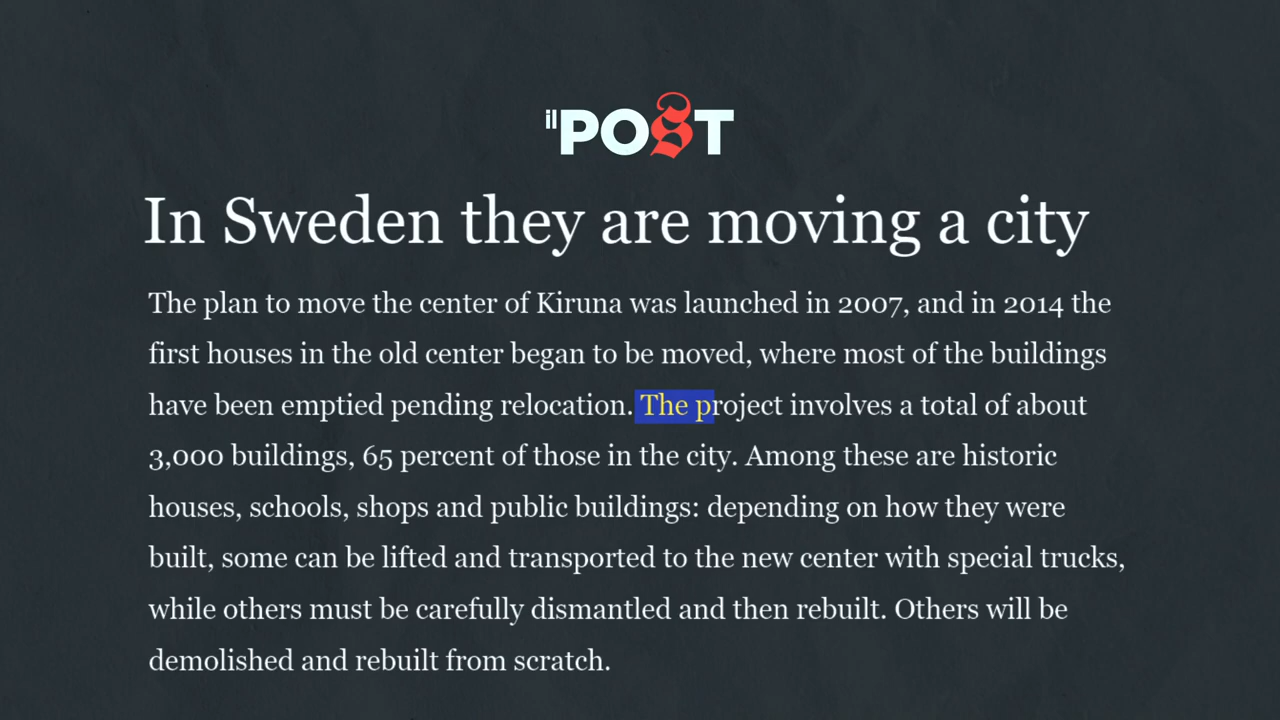 il POST
In Sweden they are moving a city
The plan to move the center of Kiruna was launched in 2007, and in 2014 the
first houses in the old center began to be moved, where most of the buildings
have been emptied pending relocation. The project involves a total of about
3,000 buildings, 65 percent of those in the city. Among these are historic
houses, schools, shops and public buildings: depending on how they were
built, some can be lifted and transported to the new center with special trucks,
while others must be carefully dismantled and then rebuilt. Others will be
demolished and rebuilt from scratch.